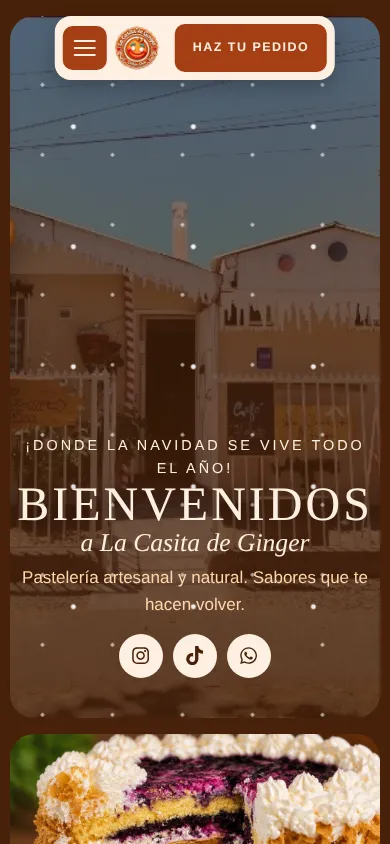 HAZ TU PEDIDO
¡DONDE LA NAVIDAD SE VIVE TODO
EL AÑO!
BIENVENIDOS
a La Casita de Ginger
Pastelería artesanal y natural. Sabores que te
hacen volver.